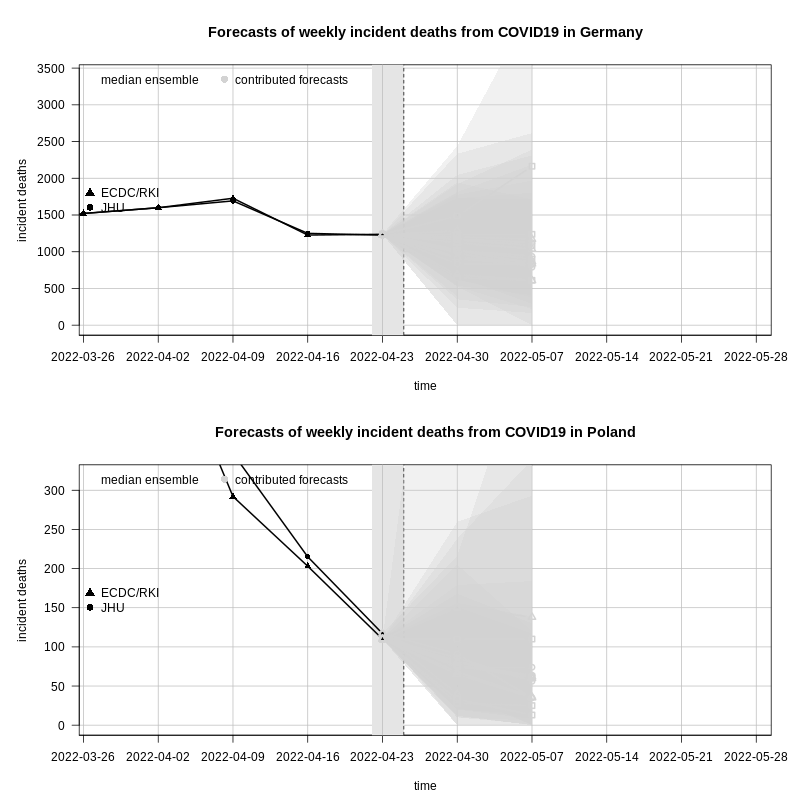 Forecasts of weekly incident deaths from COVID19 in Germany
3500
median ensemble contributed forecasts
3000
2500
2000
ECDC/RKI
JHU
1500
1000
500
0
incident deaths
2022-03-26 2022-04-02 2022-04-09 2022-04-16 2022-04-23 2022-04-30 2022-05-07 2022-05-14 2022-05-21 2022-05-28
time
Forecasts of weekly incident deaths from COVID19 in Poland
median ensemble contributed forecasts
300
250
200
ECDC/RKI
150
JHU
100
50
0
incident deaths
2022-03-26 2022-04-02 2022-04-09 2022-04-16 2022-04-23 2022-04-30 2022-05-07 2022-05-14 2022-05-21 2022-05-28
time